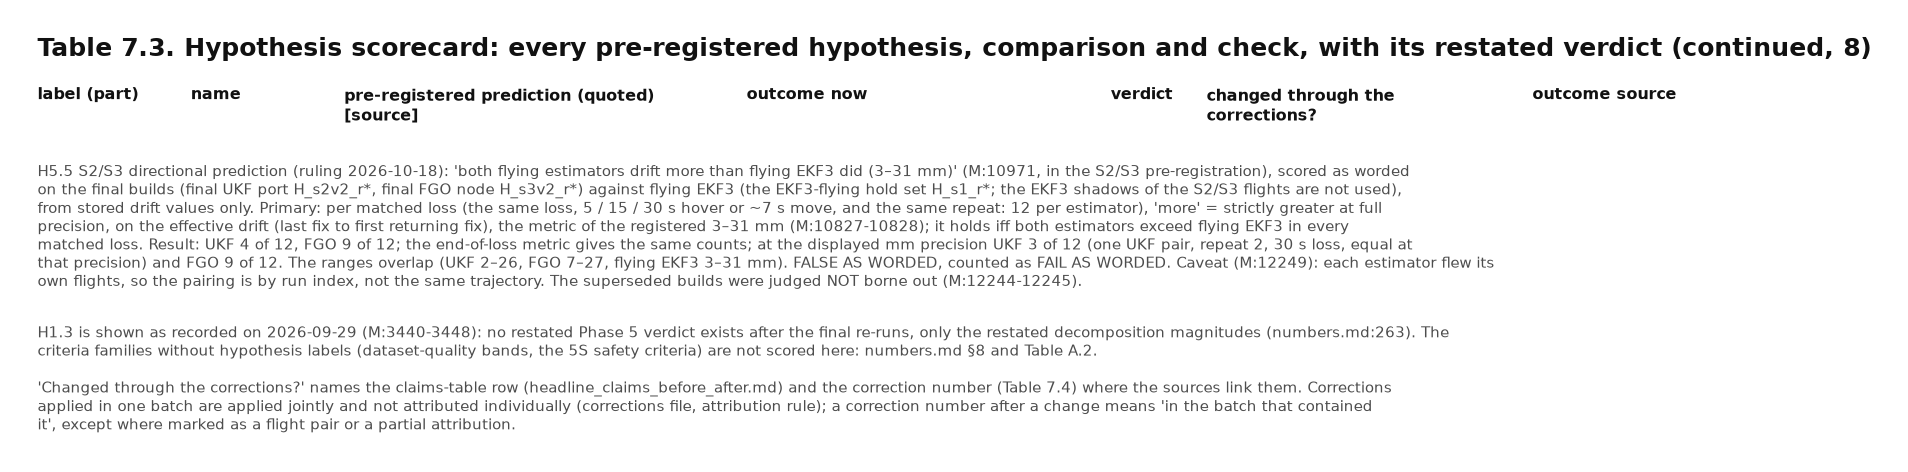 Table 7.3. Hypothesis scorecard: every pre-registered hypothesis, comparison and check, with its restated verdict (continued, 8)
label (part) name pre-registered prediction (quoted) outcome now verdict changed through the outcome source
[source] corrections?
H5.5 S2/S3 directional prediction (ruling 2026-10-18): 'both flying estimators drift more than flying EKF3 did (3–31 mm)' (M:10971, in the S2/S3 pre-registration), scored as worded
on the final builds (final UKF port H_s2v2_r*, final FGO node H_s3v2_r*) against flying EKF3 (the EKF3-flying hold set H_s1_r*; the EKF3 shadows of the S2/S3 flights are not used),
from stored drift values only. Primary: per matched loss (the same loss, 5 / 15 / 30 s hover or ~7 s move, and the same repeat: 12 per estimator), 'more' = strictly greater at full
precision, on the effective drift (last fix to first returning fix), the metric of the registered 3–31 mm (M:10827-10828); it holds iff both estimators exceed flying EKF3 in every
matched loss. Result: UKF 4 of 12, FGO 9 of 12; the end-of-loss metric gives the same counts; at the displayed mm precision UKF 3 of 12 (one UKF pair, repeat 2, 30 s loss, equal at
that precision) and FGO 9 of 12. The ranges overlap (UKF 2–26, FGO 7–27, flying EKF3 3–31 mm). FALSE AS WORDED, counted as FAIL AS WORDED. Caveat (M:12249): each estimator flew its
own flights, so the pairing is by run index, not the same trajectory. The superseded builds were judged NOT borne out (M:12244-12245).
H1.3 is shown as recorded on 2026-09-29 (M:3440-3448): no restated Phase 5 verdict exists after the final re-runs, only the restated decomposition magnitudes (numbers.md:263). The
criteria families without hypothesis labels (dataset-quality bands, the 5S safety criteria) are not scored here: numbers.md §8 and Table A.2.
'Changed through the corrections?' names the claims-table row (headline_claims_before_after.md) and the correction number (Table 7.4) where the sources link them. Corrections
applied in one batch are applied jointly and not attributed individually (corrections file, attribution rule); a correction number after a change means 'in the batch that contained
it', except where marked as a flight pair or a partial attribution.